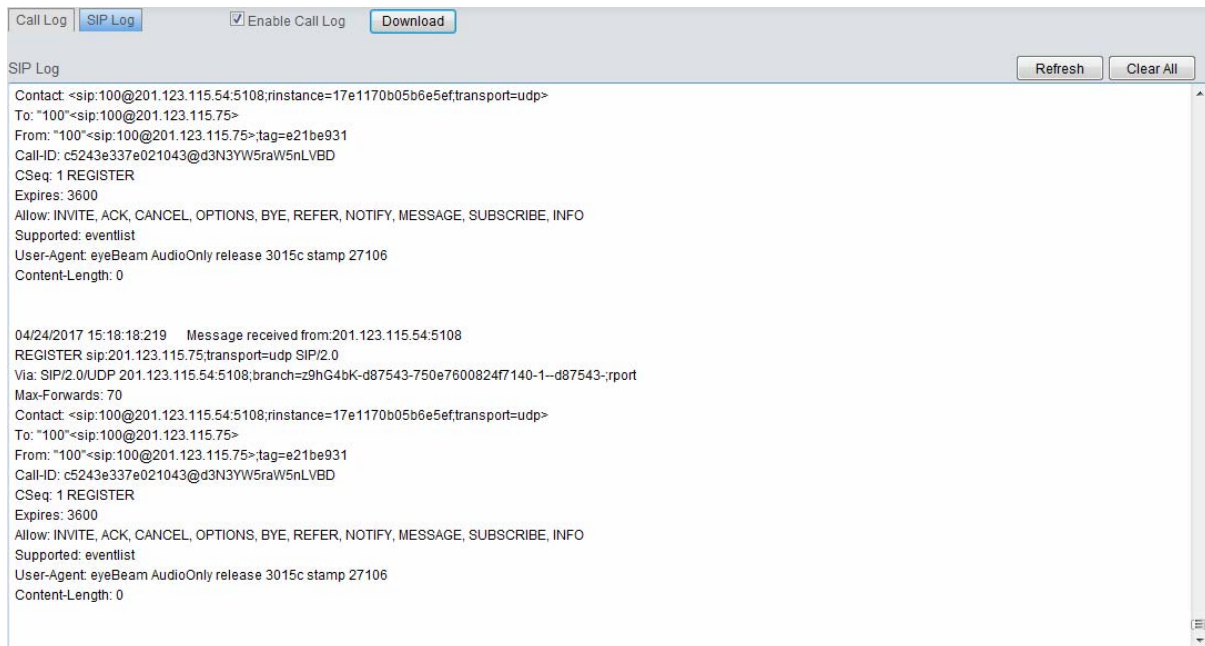 Call Log SIP Log Enable Call Log Download
SIP Log Refresh Clear All
Contact: <sip:100@201.123.115.54:5108;rinstance=17e1170b05b6e5ef;transport=udp>
To: "100"<sip:100@201.123.115.75>
From: "100"<sip:100@201.123.115.75>;tag=e21be931
Call-ID: c5243e337e021043@d3N3YW5raW5nLVBD
CSeq: 1 REGISTER
Expires: 3600
Allow: INVITE, ACK, CANCEL, OPTIONS, BYE, REFER, NOTIFY, MESSAGE, SUBSCRIBE, INFO
Supported: eventlist
User-Agent: eyeBeam AudioOnly release 3015c stamp 27106
Content-Length: 0
04/24/2017 15:18:18:219 Message received from:201.123.115.54:5108
REGISTER sip:201.123.115.75;transport=udp SIP/2.0
Via: SIP/2.0/UDP 201.123.115.54:5108;branch=z9hG4bK-d87543-750e7600824f7140-1--d87543-;rport
Max-Forwards: 70
Contact: <sip:100@201.123.115.54:5108;rinstance=17e1170b05b6e5ef;transport=udp>
To: "100"<sip:100@201.123.115.75>
From: "100"<sip:100@201.123.115.75>;tag=e21be931
Call-ID: c5243e337e021043@d3N3YW5raW5nLVBD
CSeq: 1 REGISTER
Expires: 3600
Allow: INVITE, ACK, CANCEL, OPTIONS, BYE, REFER, NOTIFY, MESSAGE, SUBSCRIBE, INFO
Supported: eventlist
User-Agent: eyeBeam AudioOnly release 3015c stamp 27106
Content-Length: 0